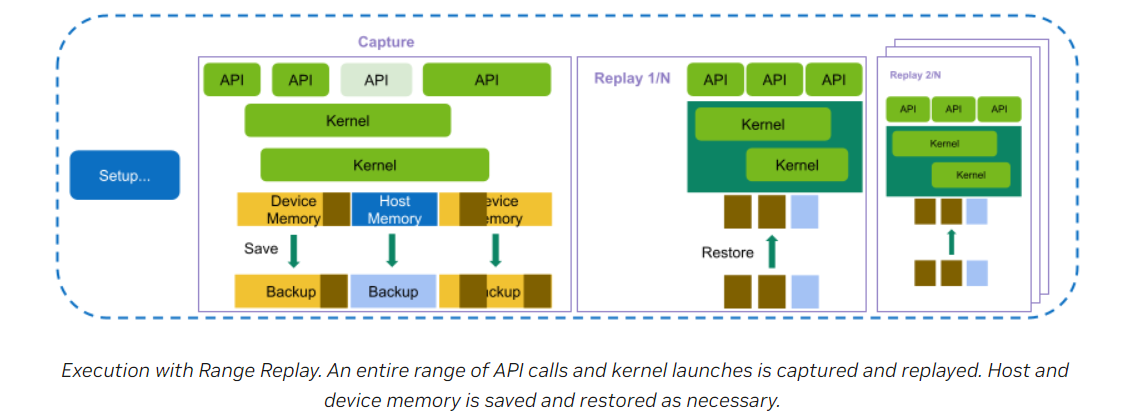 Capture
API API API API
Kernel
Kernel
Setup...
Device Memory
Host Memory
evice emory
Save
Backup Backup ckup
Replay 1/N
API API API
Kernel
Kernel
Restore
Replay 2/N
API API API
Kernel
Kernel
Execution with Range Replay. An entire range of API calls and kernel launches is captured and replayed. Host and
device memory is saved and restored as necessary.